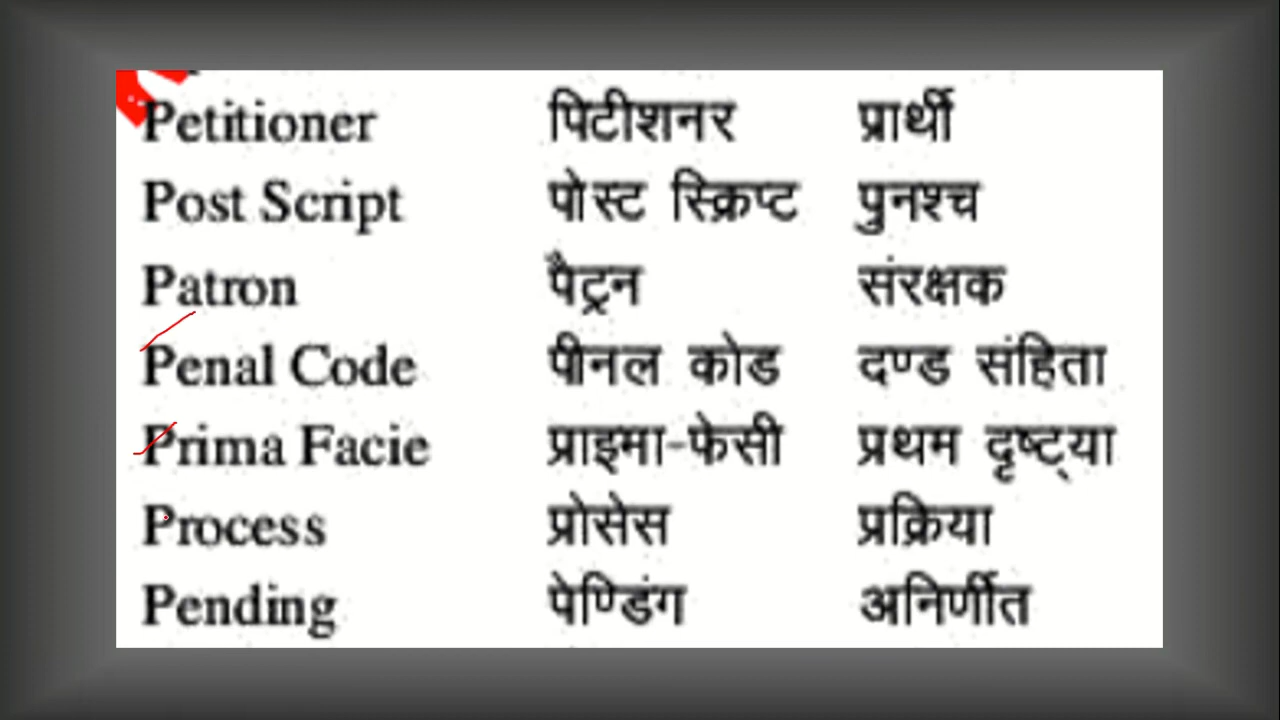 Petitioner पिटीशनर प्रार्थी
Post Script पोस्ट स्क्रिप्ट पुनश्च
Patron पैट्रन संरक्षक
Penal Code पीनल कोड दण्ड संहिता
Prima Facie प्राइमा-फेसी प्रथम दृष्ट्या
Process प्रोसेस प्रक्रिया
Pending पेण्डिंग अनिर्णीत